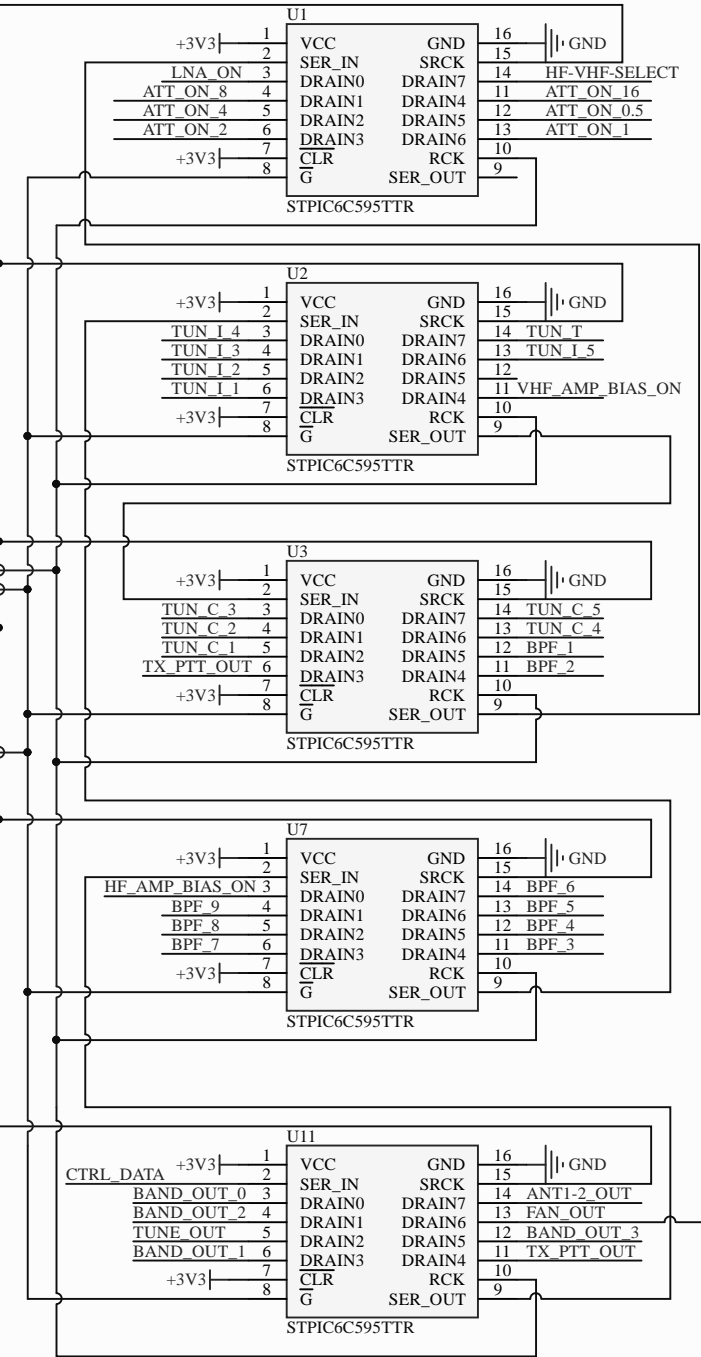 U1
+3V3 1 VCC GND 16 GND
2 SER_IN SRCK 15
LNA_ON 3 DRAIN0 DRAIN7 14 HF-VHF-SELECT
ATT_ON_8 4 DRAIN1 DRAIN4 11 ATT_ON_16
ATT_ON_4 5 DRAIN2 DRAIN5 12 ATT_ON_0.5
ATT_ON_2 6 DRAIN3 DRAIN6 13 ATT_ON_1
+3V3 7 CLR RCK 10
8 G SER_OUT 9
STPIC6C595TTR
U2
+3V3 1 VCC GND 16 GND
2 SER_IN SRCK 15
TUN_I_4 3 DRAIN0 DRAIN7 14 TUN_T
TUN_I_3 4 DRAIN1 DRAIN6 13 TUN_I_5
TUN_I_2 5 DRAIN2 DRAIN5 12
TUN_I_1 6 DRAIN3 DRAIN4 11 VHF_AMP_BIAS_ON
+3V3 7 CLR RCK 10
8 G SER_OUT 9
STPIC6C595TTR
U3
+3V3 1 VCC GND 16 GND
2 SER_IN SRCK 15
TUN_C_3 3 DRAIN0 DRAIN7 14 TUN_C_5
TUN_C_2 4 DRAIN1 DRAIN6 13 TUN_C_4
TUN_C_1 5 DRAIN2 DRAIN5 12 BPF_1
TX_PTT_OUT 6 DRAIN3 DRAIN4 11 BPF_2
+3V3 7 CLR RCK 10
8 G SER_OUT 9
STPIC6C595TTR
U7
+3V3 1 VCC GND 16 GND
2 SER_IN SRCK 15
HF_AMP_BIAS_ON 3 DRAIN0 DRAIN7 14 BPF_6
BPF_9 4 DRAIN1 DRAIN6 13 BPF_5
BPF_8 5 DRAIN2 DRAIN5 12 BPF_4
BPF_7 6 DRAIN3 DRAIN4 11 BPF_3
+3V3 7 CLR RCK 10
8 G SER_OUT 9
STPIC6C595TTR
U11
+3V3 1 VCC GND 16 GND
CTRL_DATA 2 SER_IN SRCK 15
BAND_OUT_0 3 DRAIN0 DRAIN7 14 ANT1-2_OUT
BAND_OUT_2 4 DRAIN1 DRAIN6 13 FAN_OUT
TUNE_OUT 5 DRAIN2 DRAIN5 12 BAND_OUT_3
BAND_OUT_1 6 DRAIN3 DRAIN4 11 TX_PTT_OUT
+3V3 7 CLR RCK 10
8 G SER_OUT 9
STPIC6C595TTR